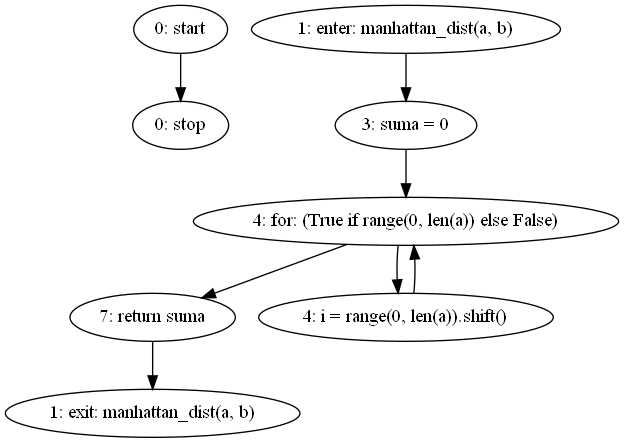 0: start
1: enter: manhattan_dist(a, b)
0: stop
3: suma = 0
4: for: (True if range(0, len(a)) else False)
7: return suma
4: i = range(0, len(a)).shift()
1: exit: manhattan_dist(a, b)